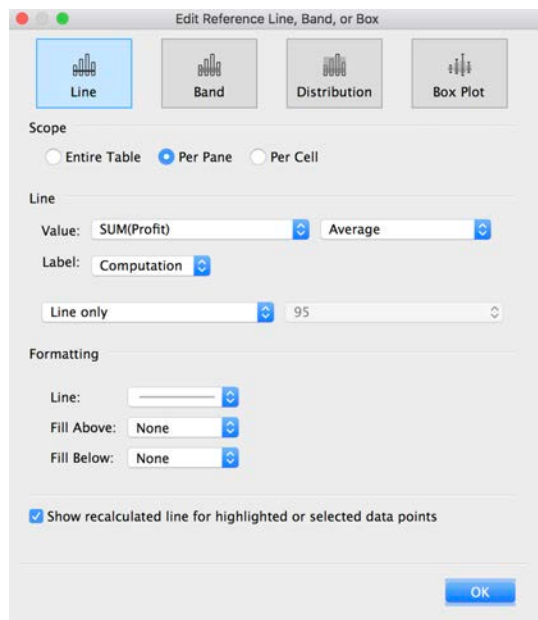 Edit Reference Line, Band, or Box
Line Band Distribution Box Plot
Scope
Entire Table Per Pane Per Cell
Line
Value: SUM(Profit) Average
Label: Computation
Line only 95
Formatting
Line:
Fill Above: None
Fill Below: None
Show recalculated line for highlighted or selected data points
OK